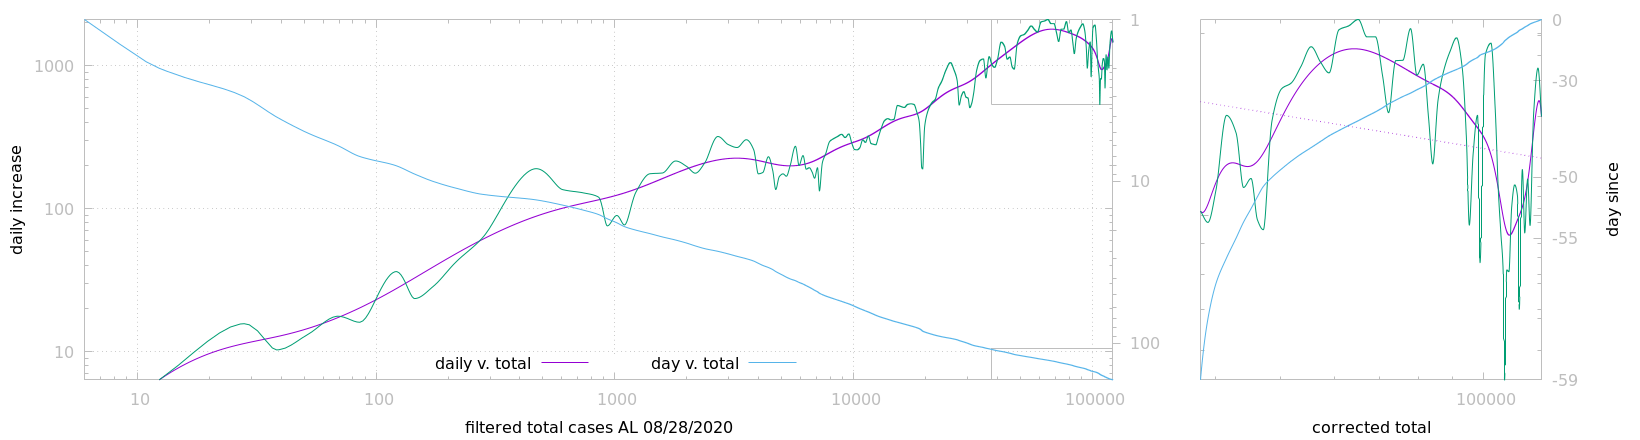 daily increase
1000
100
10
10
100
1000
10000
100000
1
10
100
daily v. total
day v. total
filtered total cases AL 08/28/2020
0
-30
-50
-55
-59
day since
100000
corrected total